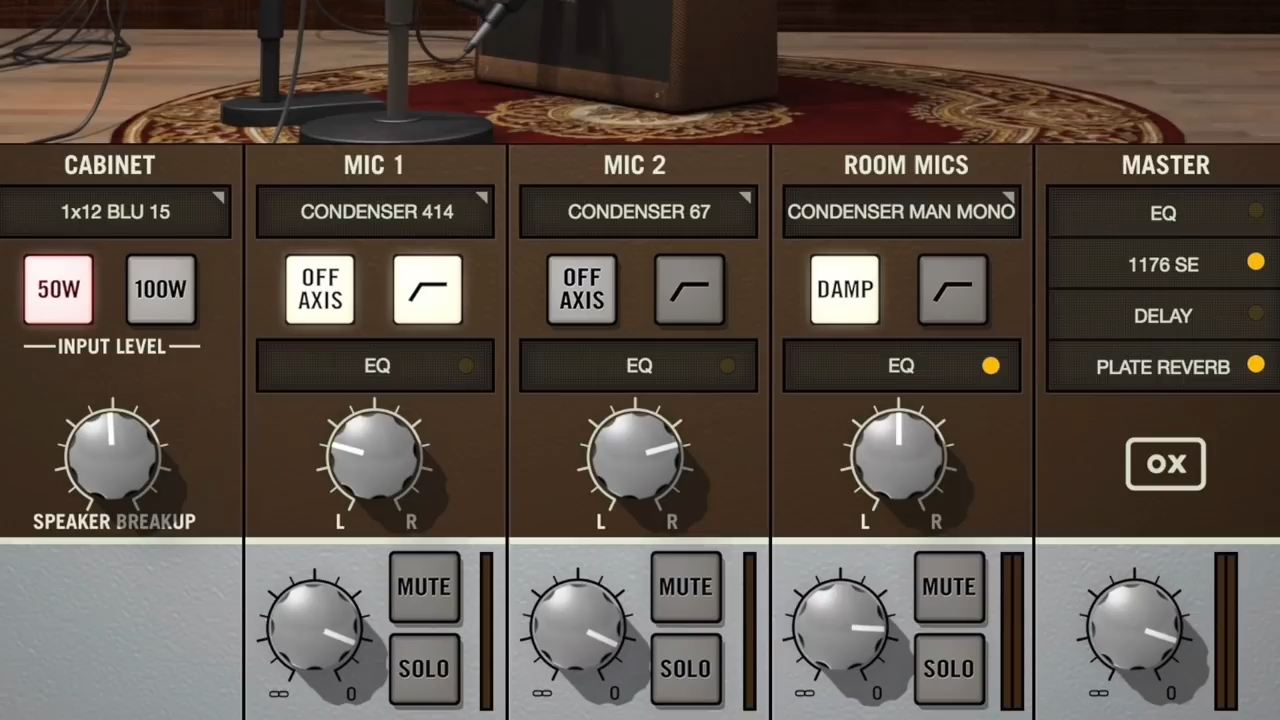 CABINET
1x12 BLU 15
50W
100W
INPUT LEVEL
SPEAKER BREAKUP
MIC 1
CONDENSER 414
OFF
AXIS
EQ
L
R
MUTE
SOLO
∞
0
MIC 2
CONDENSER 67
OFF
AXIS
EQ
L
R
MUTE
SOLO
∞
0
ROOM MICS
CONDENSER MAN MONO
DAMP
EQ
L
R
MUTE
SOLO
∞
0
MASTER
EQ
1176 SE
DELAY
PLATE REVERB
OX
∞
0